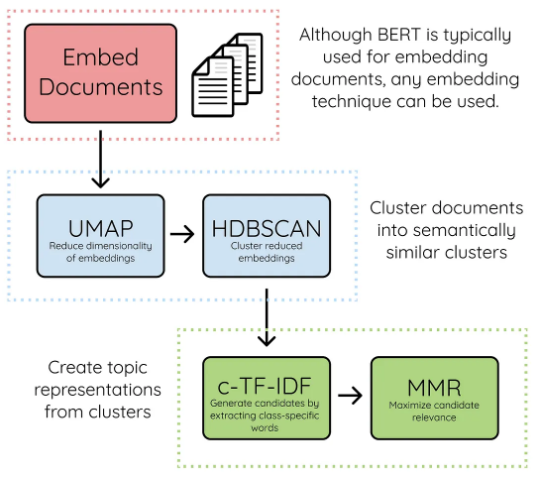 Embed
Documents
Although BERT is typically
used for embedding
documents, any embedding
technique can be used.
UMAP
Reduce dimensionality
of embeddings
HDBSCAN
Cluster reduced
embeddings
Cluster documents
into semantically
similar clusters
Create topic
representations
from clusters
c-TF-IDF
Generate candidates by
extracting class-specific
words
MMR
Maximize candidate
relevance